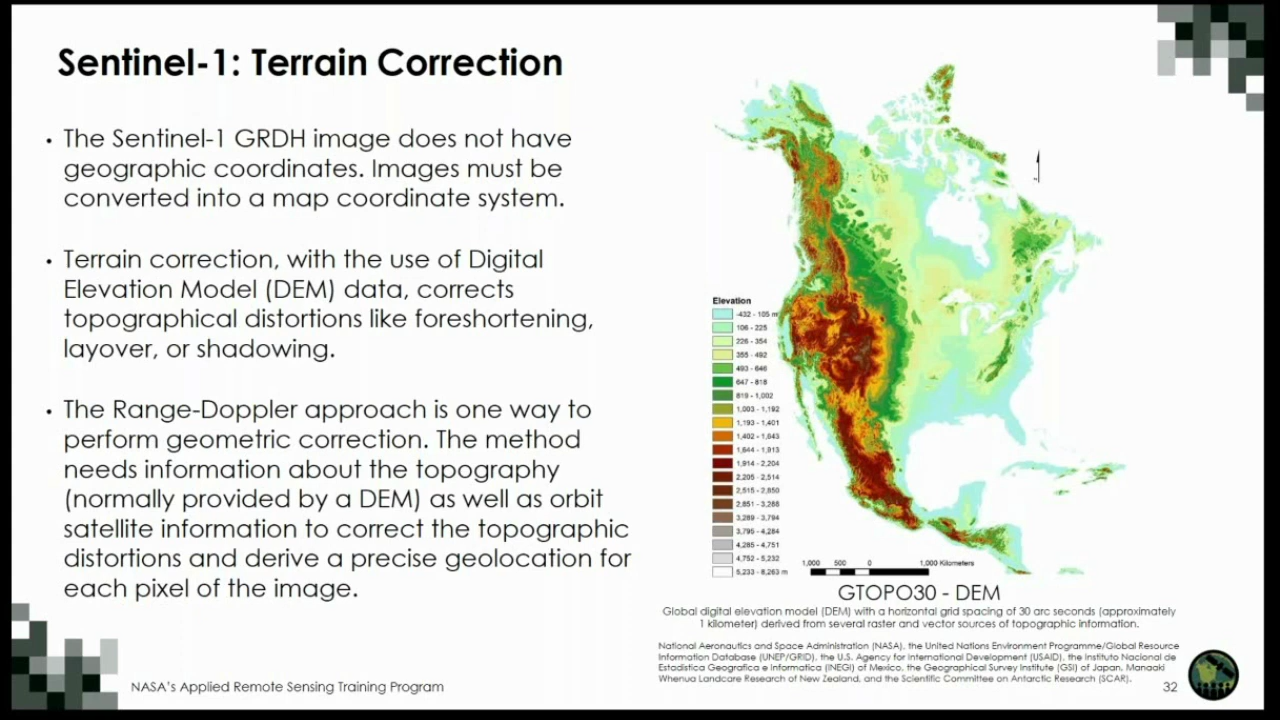 Sentinel-1: Terrain Correction
• The Sentinel-1 GRDH image does not have
geographic coordinates. Images must be
converted into a map coordinate system.
• Terrain correction, with the use of Digital
Elevation Model (DEM) data, corrects
topographical distortions like foreshortening,
layover, or shadowing.
• The Range-Doppler approach is one way to
perform geometric correction. The method
needs information about the topography
(normally provided by a DEM) as well as orbit
satellite information to correct the topographic
distortions and derive a precise geolocation for
each pixel of the image.
Elevation
-432 - 105 m
106 - 225
226 - 354
355 - 492
493 - 646
647 - 818
819 - 1,002
1,003 - 1,192
1,193 - 1,401
1,402 - 1,643
1,644 - 1,913
1,914 - 2,204
2,205 - 2,514
2,515 - 2,850
2,851 - 3,288
3,289 - 3,794
3,795 - 4,284
4,285 - 4,751
4,752 - 5,232
5,233 - 8,263 m
1,000 500 0 1,000 Kilometers
GTOPO30 - DEM
Global digital elevation model (DEM) with a horizontal grid spacing of 30 arc seconds (approximately
1 kilometer) derived from several raster and vector sources of topographic information.
National Aeronautics and Space Administration (NASA), the United Nations Environment Programme/Global Resource
Information Database (UNEP/GRID), the U.S. Agency for International Development (USAID), the Instituto Nacional de
Estadistica Geografica e Informatica (INEGI) of Mexico, the Geographical Survey Institute (GSI) of Japan, Manaaki
Whenua Landcare Research of New Zealand, and the Scientific Committee on Antarctic Research (SCAR).
NASA's Applied Remote Sensing Training Program
32